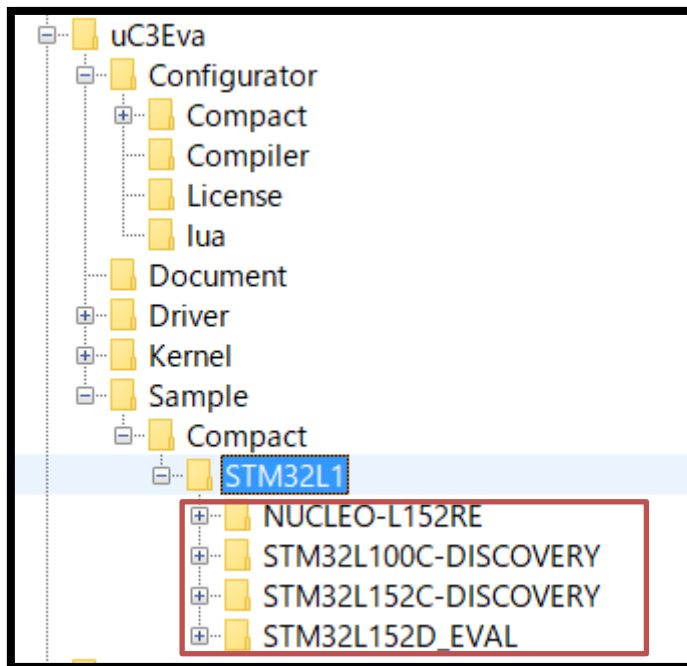 uC3Eva
Configurator
Compact
Compiler
License
lua
Document
Driver
Kernel
Sample
Compact
STM32L1
NUCLEO-L152RE
STM32L100C-DISCOVERY
STM32L152C-DISCOVERY
STM32L152D_EVAL